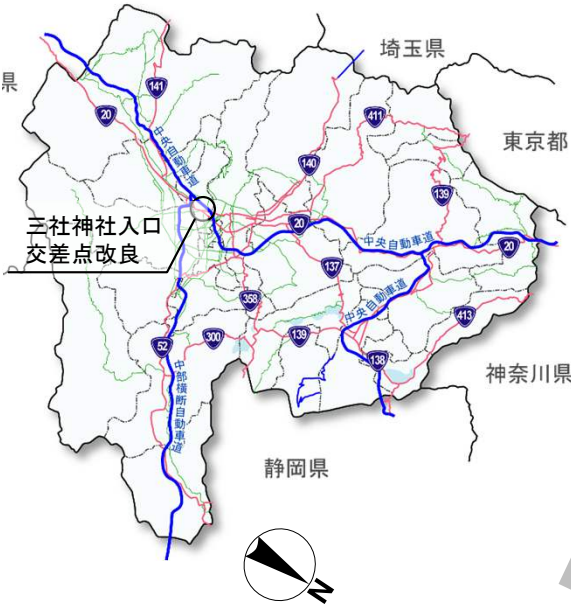 埼玉県
県
141
20
411
東京都
中央自動車道
140
139
三社神社入口
交差点改良
20
中央自動車道
20
137
358
中央自動車道
413
52
300
139
138
神奈川県
中部横断自動車道
静岡県
N